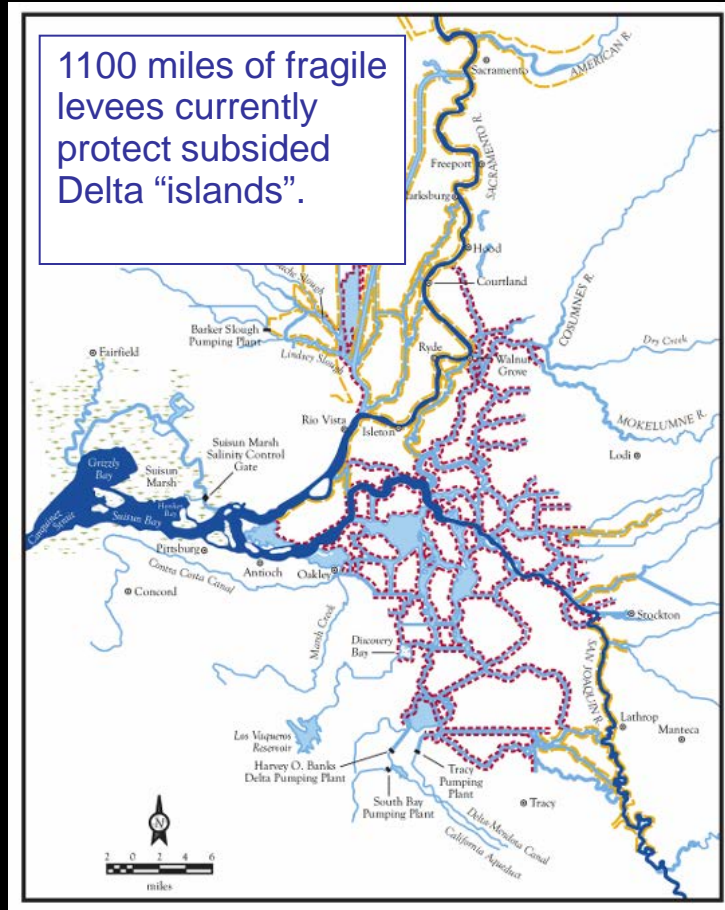 1100 miles of fragile
levees currently
protect subsided
Delta “islands”.
Sacramento
AMERICAN R.
SACRAMENTO R.
Freeport
Hood
Courtland
COSUMNES R.
Barker Slough
Pumping Plant
Lindsey Slough
Ryde
Walnut
Grove
Dry Creek
Fairfield
MOKELUMNE R.
Rio Vista
Isleton
Lodi
Suisun Marsh
Salinity Control
Gate
Grizzly
Bay
Suisun
Marsh
Suisun Bay
Carquinez Strait
Pittsburg
Antioch
Oakley
Contra Costa Canal
Concord
Marsh Creek
Stockton
Discovery
Bay
SAN JOAQUIN R.
Los Vaqueros
Reservoir
Lathrop
Manteca
Harvey O. Banks
Delta Pumping Plant
Tracy
Pumping
Plant
South Bay
Pumping Plant
Tracy
Delta-Mendota Canal
California Aqueduct
N
2 0 2 4 6
miles